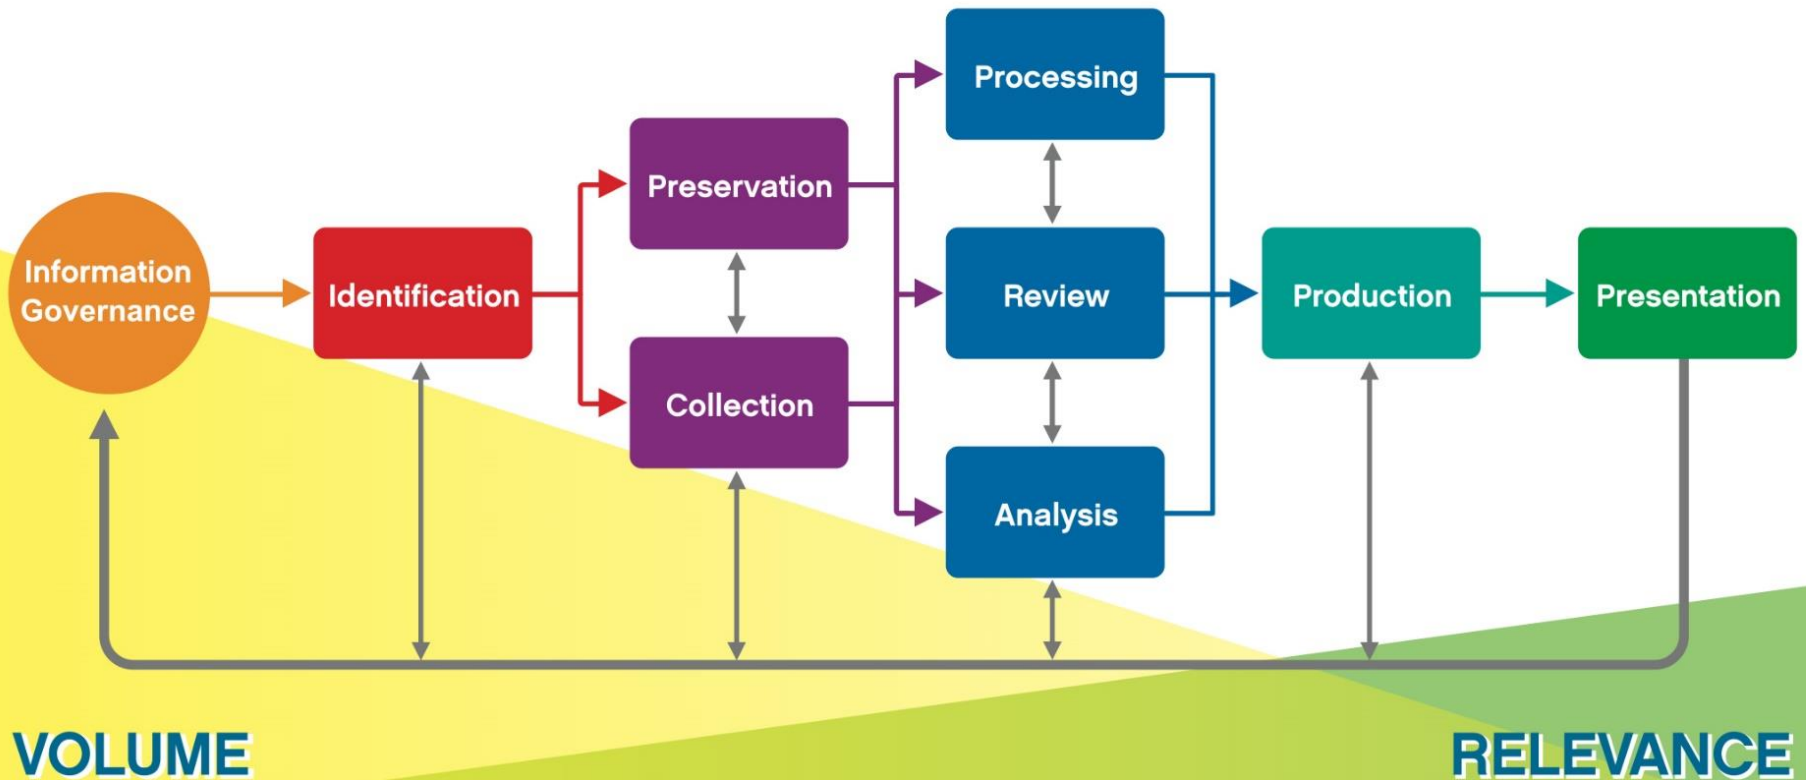 Information
Governance
Identification
Preservation
Collection
Processing
Review
Analysis
Production
Presentation
VOLUME
RELEVANCE